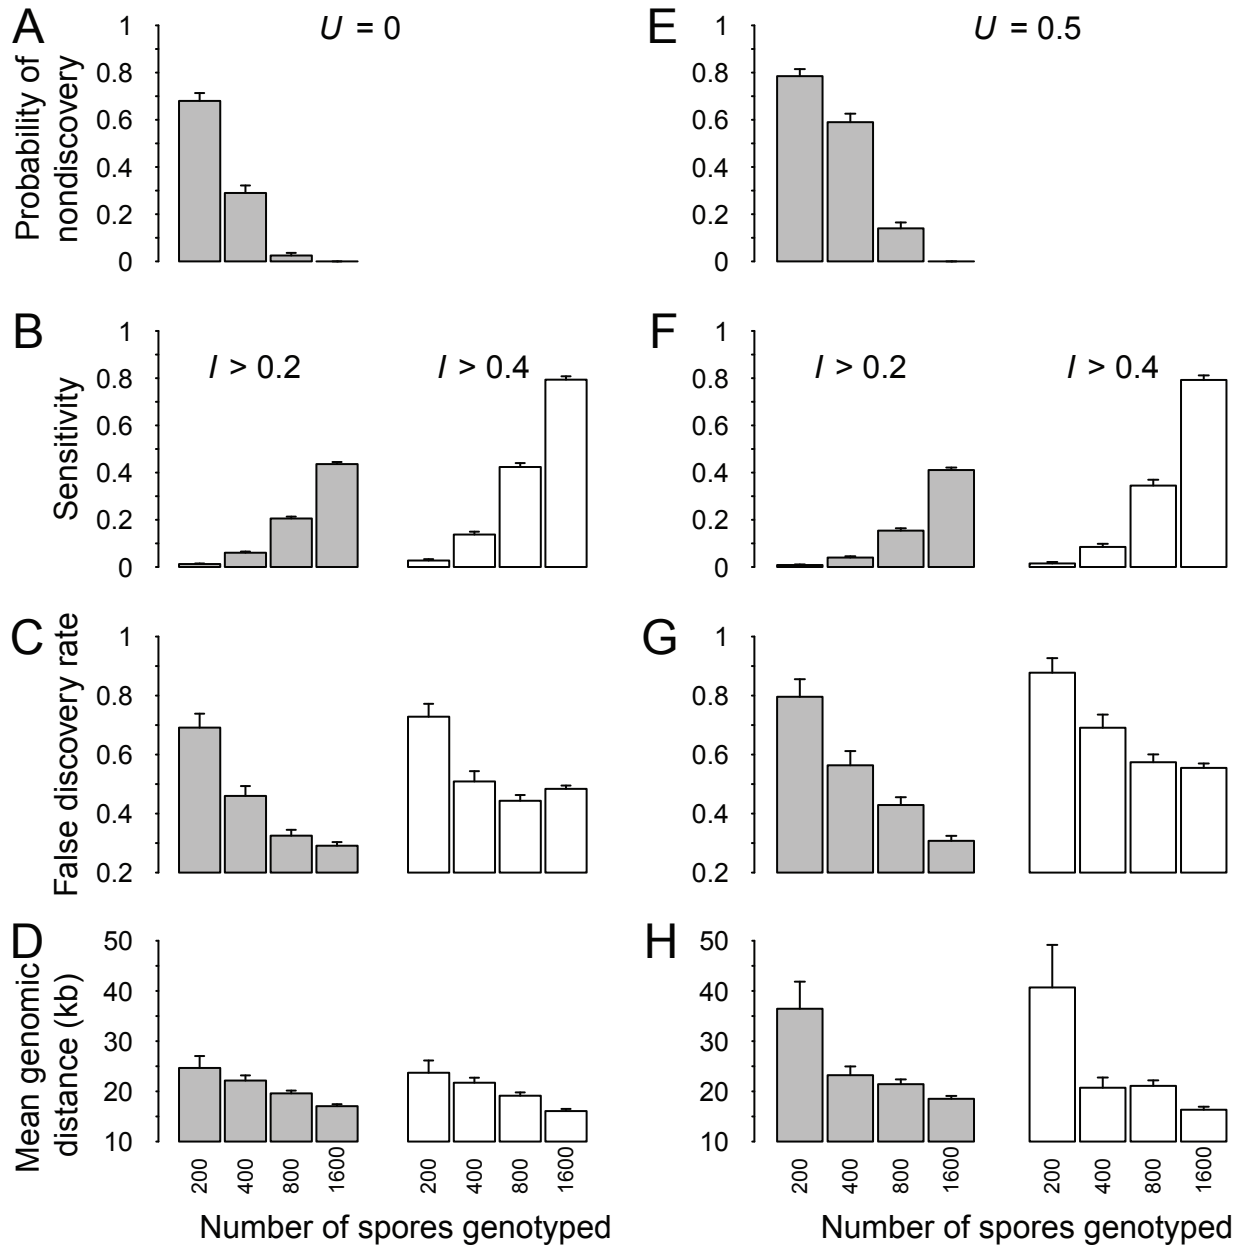 A
Probability of
nondiscovery
1
0.8
0.6
0.4
0.2
0
U = 0
E
1
0.8
0.6
0.4
0.2
0
U = 0.5
B
Sensitivity
1
0.8
0.6
0.4
0.2
0
I > 0.2
I > 0.4
F
1
0.8
0.6
0.4
0.2
0
I > 0.2
I > 0.4
C
False discovery rate
1
0.8
0.6
0.4
0.2
G
1
0.8
0.6
0.4
0.2
D
Mean genomic
distance (kb)
50
40
30
20
10
200 400 800 1600
200 400 800 1600
Number of spores genotyped
H
50
40
30
20
10
200 400 800 1600
200 400 800 1600
Number of spores genotyped